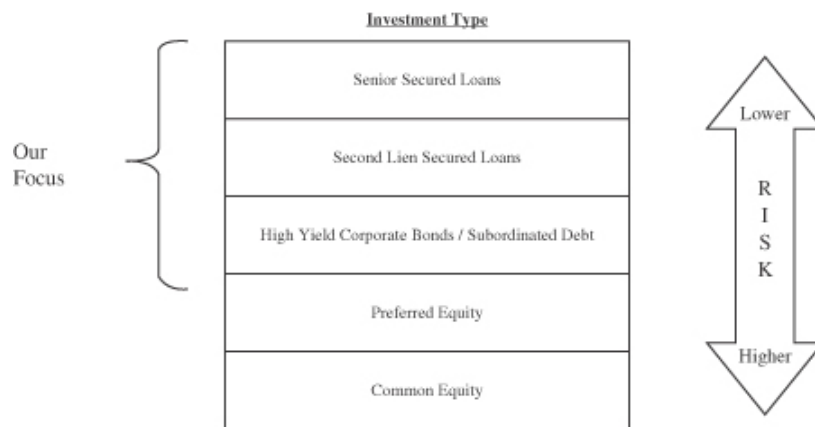 Investment Type
Senior Secured Loans
Lower
Our
Focus
Second Lien Secured Loans
R
I
S
K
High Yield Corporate Bonds / Subordinated Debt
Preferred Equity
Higher
Common Equity